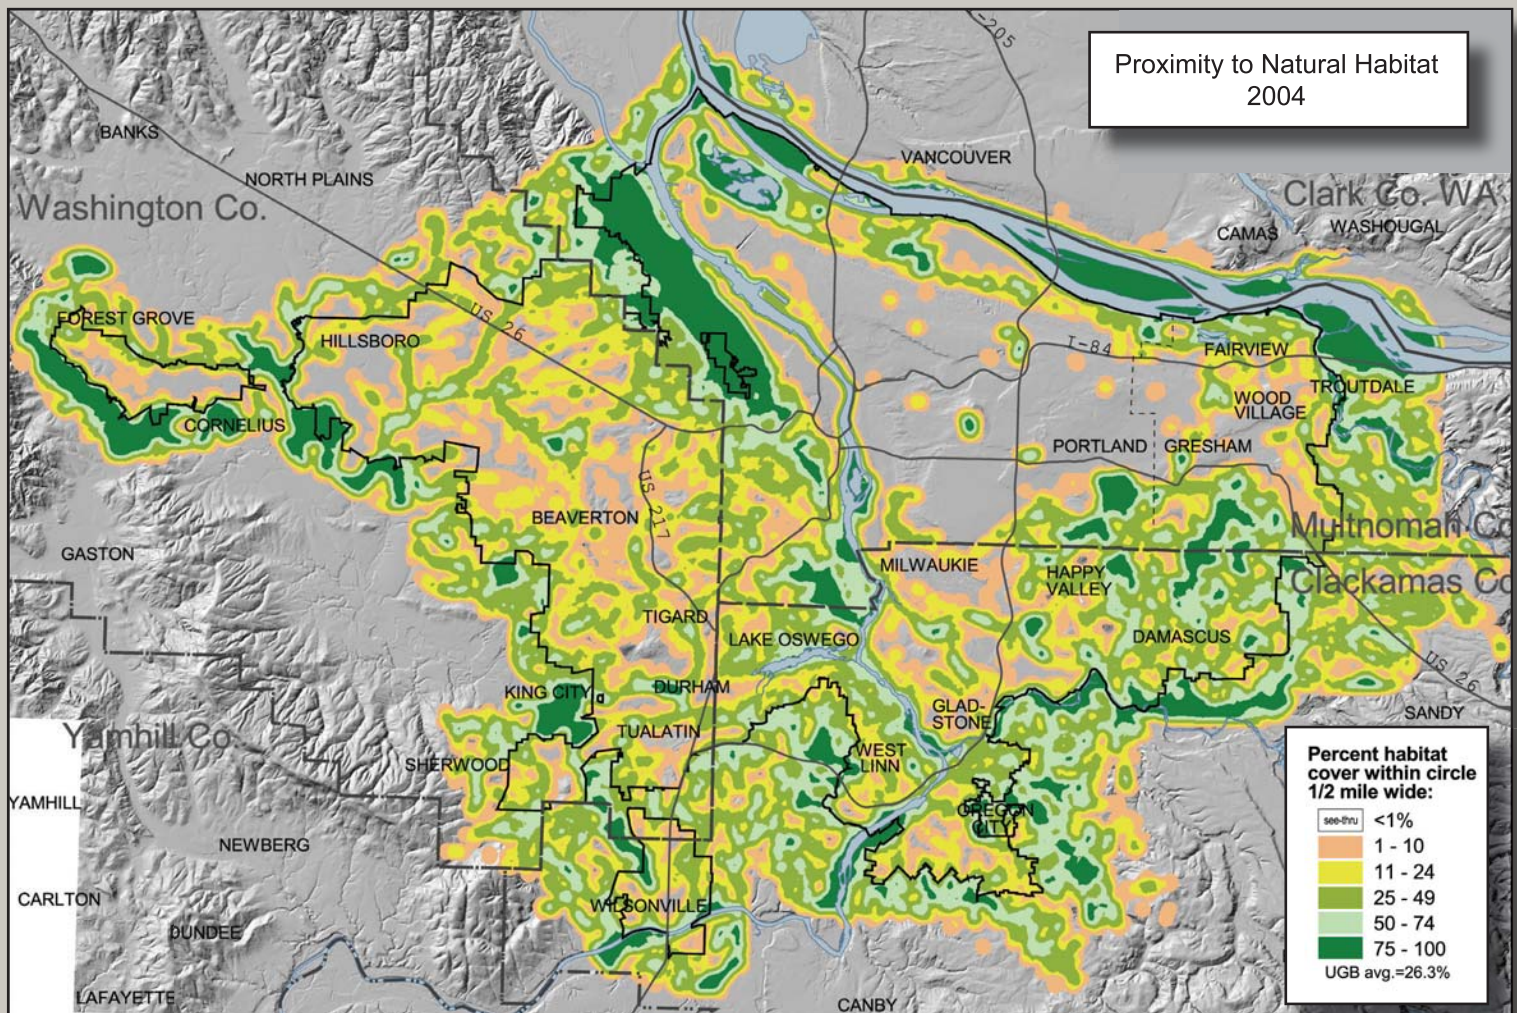 Proximity to Natural Habitat
2004
I-205
BANKS
VANCOUVER
NORTH PLAINS
Clark Co. WA
Washington Co.
WASHOUGAL
CAMAS
FOREST GROVE
US 26
HILLSBORO
I-84
FAIRVIEW
TROUTDALE
WOOD
VILLAGE
CORNELIUS
PORTLAND
GRESHAM
US 217
BEAVERTON
Multnomah Co
GASTON
MILWAUKIE
HAPPY
VALLEY
Clackamas Co
TIGARD
LAKE OSWEGO
DAMASCUS
US 26
KING CITY
DURHAM
GLAD-
STONE
SANDY
TUALATIN
Yamhill Co.
WEST
LINN
SHERWOOD
YAMHILL
OREGON
CITY
NEWBERG
CARLTON
WILSONVILLE
DUNDEE
LAFAYETTE
CANBY
Percent habitat
cover within circle
1/2 mile wide:
see-thru <1%
1 - 10
11 - 24
25 - 49
50 - 74
75 - 100
UGB avg.=26.3%